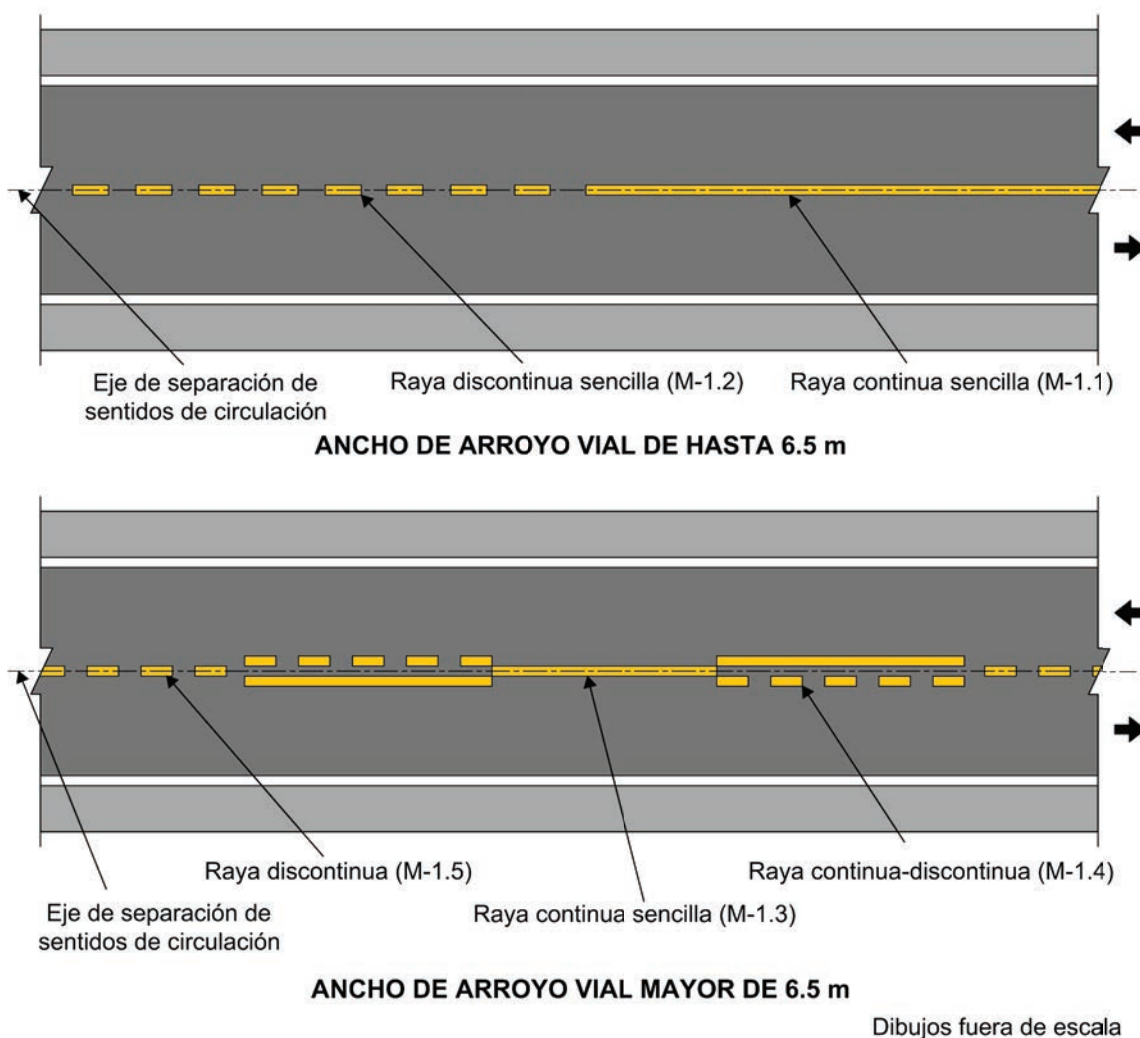 Eje de separación de
sentidos de circulación
Raya discontinua sencilla (M-1.2)
Raya continua sencilla (M-1.1)
ANCHO DE ARROYO VIAL DE HASTA 6.5 m
Raya discontinua (M-1.5)
Raya continua-discontinua (M-1.4)
Eje de separación de
sentidos de circulación
Raya continua sencilla (M-1.3)
ANCHO DE ARROYO VIAL MAYOR DE 6.5 m
Dibujos fuera de escala